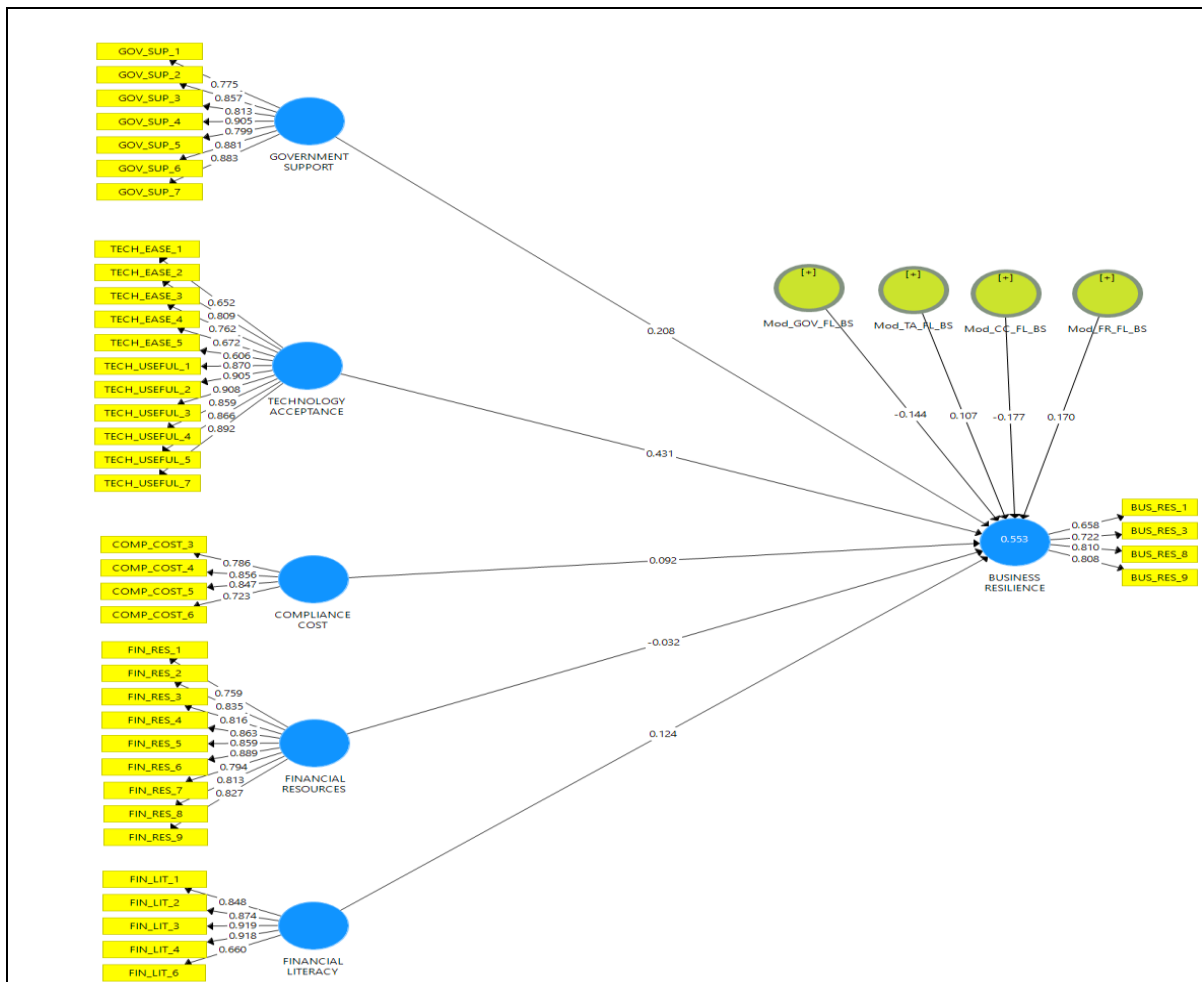 GOV_SUP_1
GOV_SUP_2
GOV_SUP_3
GOV_SUP_4
GOV_SUP_5
GOV_SUP_6
GOV_SUP_7
0.775
0.857
0.813
0.905
0.799
0.881
0.883
GOVERNMENT
SUPPORT
TECH_EASE_1
TECH_EASE_2
TECH_EASE_3
TECH_EASE_4
TECH_EASE_5
TECH_USEFUL_1
TECH_USEFUL_2
TECH_USEFUL_3
TECH_USEFUL_4
TECH_USEFUL_5
TECH_USEFUL_7
0.652
0.809
0.762
0.672
0.606
0.870
0.905
0.908
0.859
0.866
0.892
TECHNOLOGY
ACCEPTANCE
COMP_COST_3
COMP_COST_4
COMP_COST_5
COMP_COST_6
0.786
0.856
0.847
0.723
COMPLIANCE
COST
FIN_RES_1
FIN_RES_2
FIN_RES_3
FIN_RES_4
FIN_RES_5
FIN_RES_6
FIN_RES_7
FIN_RES_8
FIN_RES_9
0.759
0.835
0.816
0.863
0.859
0.889
0.794
0.813
0.827
FINANCIAL
RESOURCES
FIN_LIT_1
FIN_LIT_2
FIN_LIT_3
FIN_LIT_4
FIN_LIT_6
0.848
0.874
0.919
0.918
0.660
FINANCIAL
LITERACY
0.208
0.431
0.092
-0.032
0.124
[+]
[+]
[+]
[+]
Mod_GOV_FL_BS
Mod_TA_FL_BS
Mod_CC_FL_BS
Mod_FR_FL_BS
-0.144
0.107
-0.177
0.170
0.553
BUSINESS
RESILIENCE
0.658
0.722
0.810
0.808
BUS_RES_1
BUS_RES_3
BUS_RES_8
BUS_RES_9